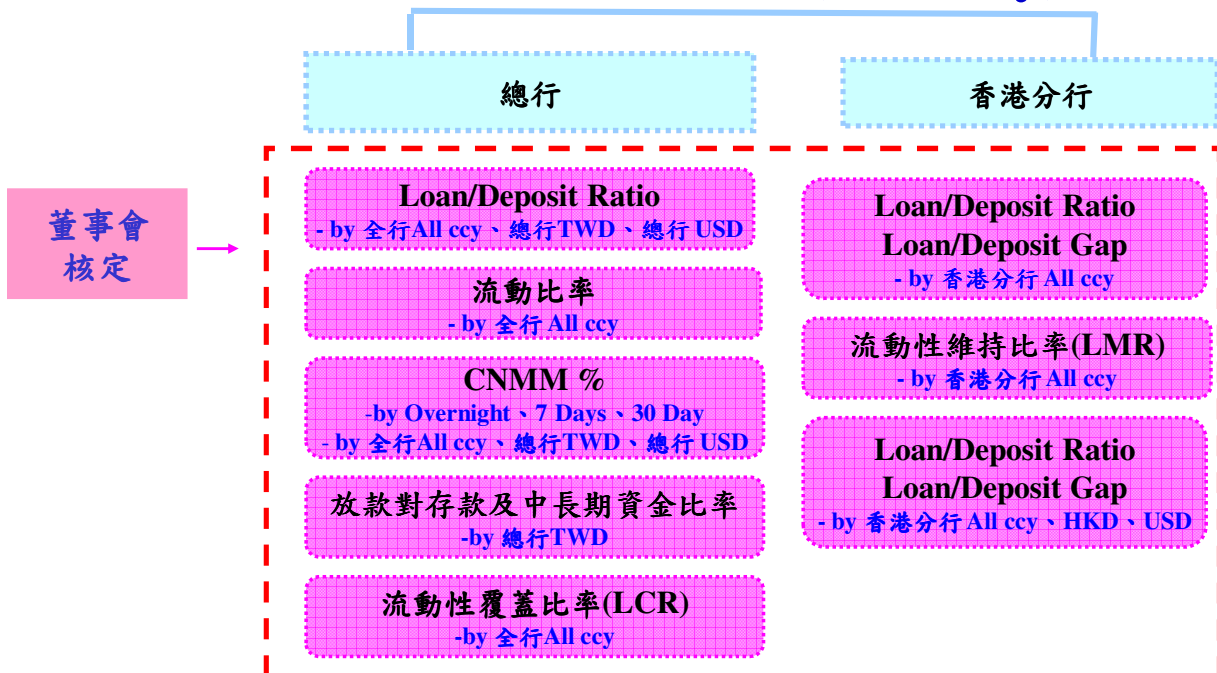 總行
香港分行
董事會
核定
Loan/Deposit Ratio
- by 全行All ccy、總行TWD、總行 USD
流動比率
- by 全行 All ccy
CNMM %
-by Overnight、7 Days、30 Day
- by 全行All ccy、總行TWD、總行 USD
放款對存款及中長期資金比率
-by 總行TWD
流動性覆蓋比率(LCR)
-by 全行All ccy
Loan/Deposit Ratio
Loan/Deposit Gap
- by 香港分行 All ccy
流動性維持比率(LMR)
- by 香港分行 All ccy
Loan/Deposit Ratio
Loan/Deposit Gap
- by 香港分行 All ccy、HKD、USD